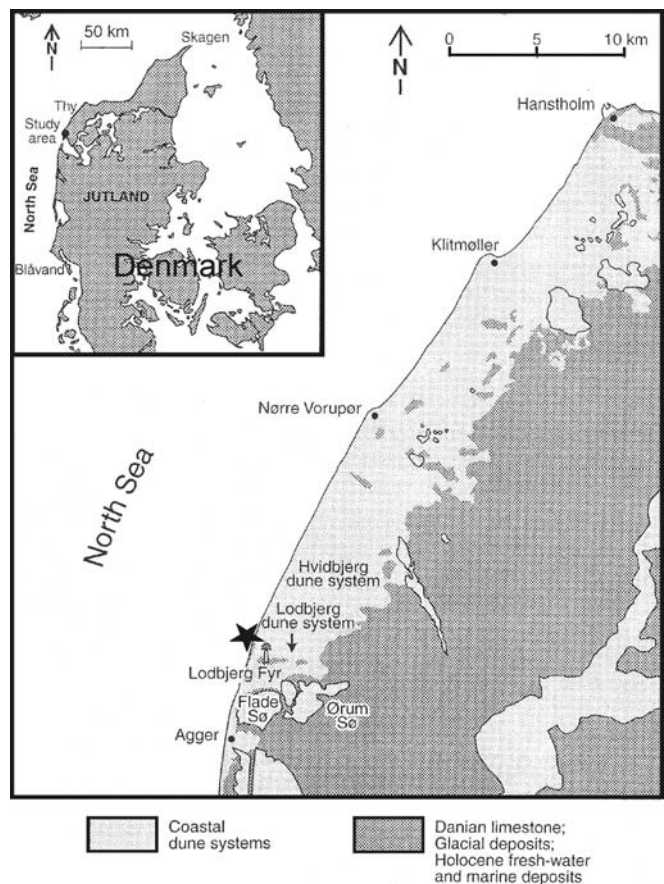 N
50 km
Skagen
Thy
Study
area
North Sea
JUTLAND
Blåvand
Denmark
N
0 5 10 km
Hanstholm
Klitmøller
Nørre Vorupør
North Sea
Hvidbjerg
dune system
Lodbjerg
dune system
Lodbjerg Fyr
Flade
Sø
Ørum
Sø
Agger
Coastal
dune systems
Danian limestone;
Glacial deposits;
Holocene fresh-water
and marine deposits